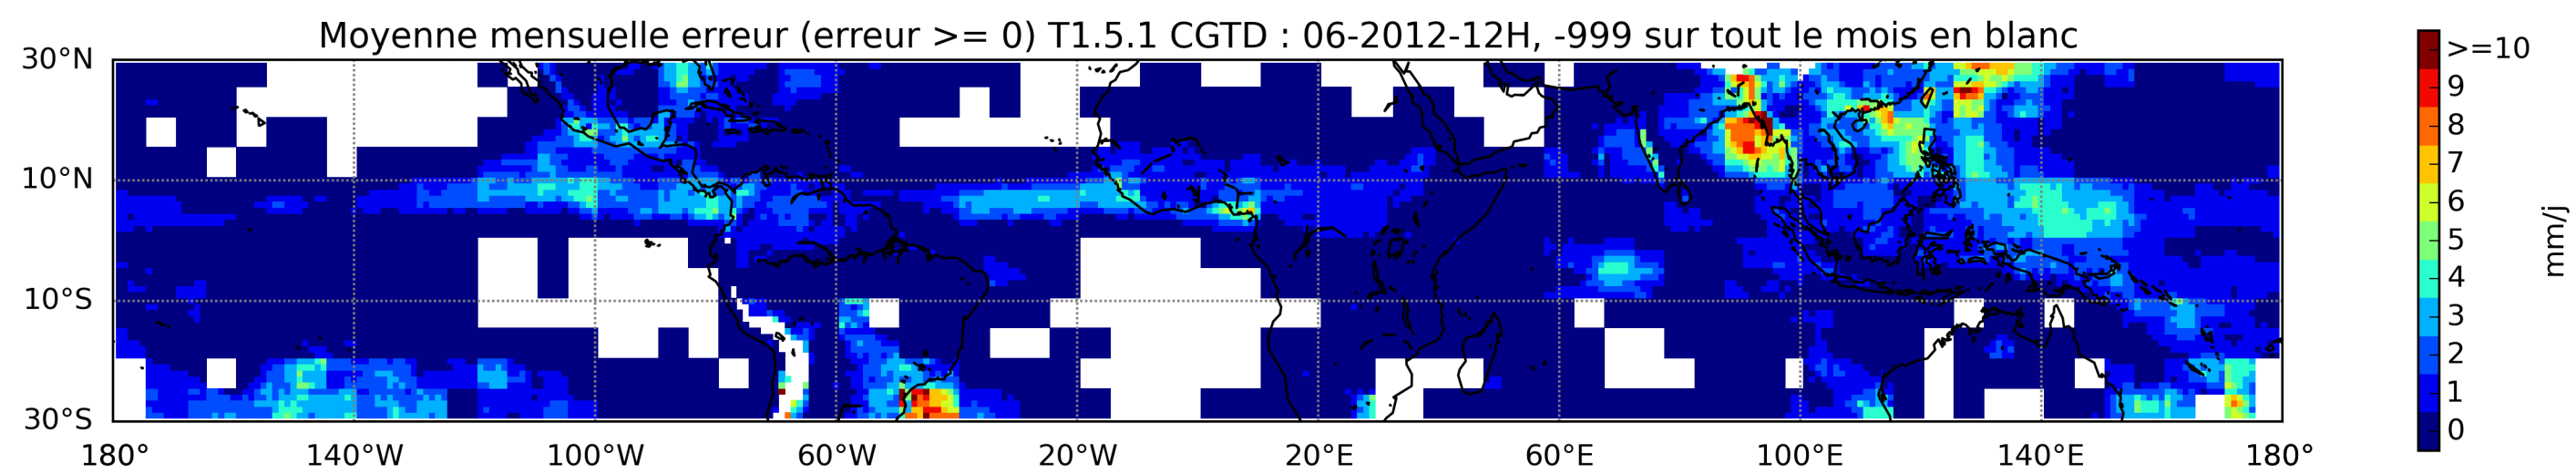 Moyenne mensuelle erreur (erreur >= 0) T1.5.1 CGTD : 06-2012-12H, -999 sur tout le mois en blanc
30°N
10°N
10°S
30°S
180° 140°W 100°W 60°W 20°W 20°E 60°E 100°E 140°E 180°
>=10
9
8
7
6
5
4
3
2
1
0
mm/j